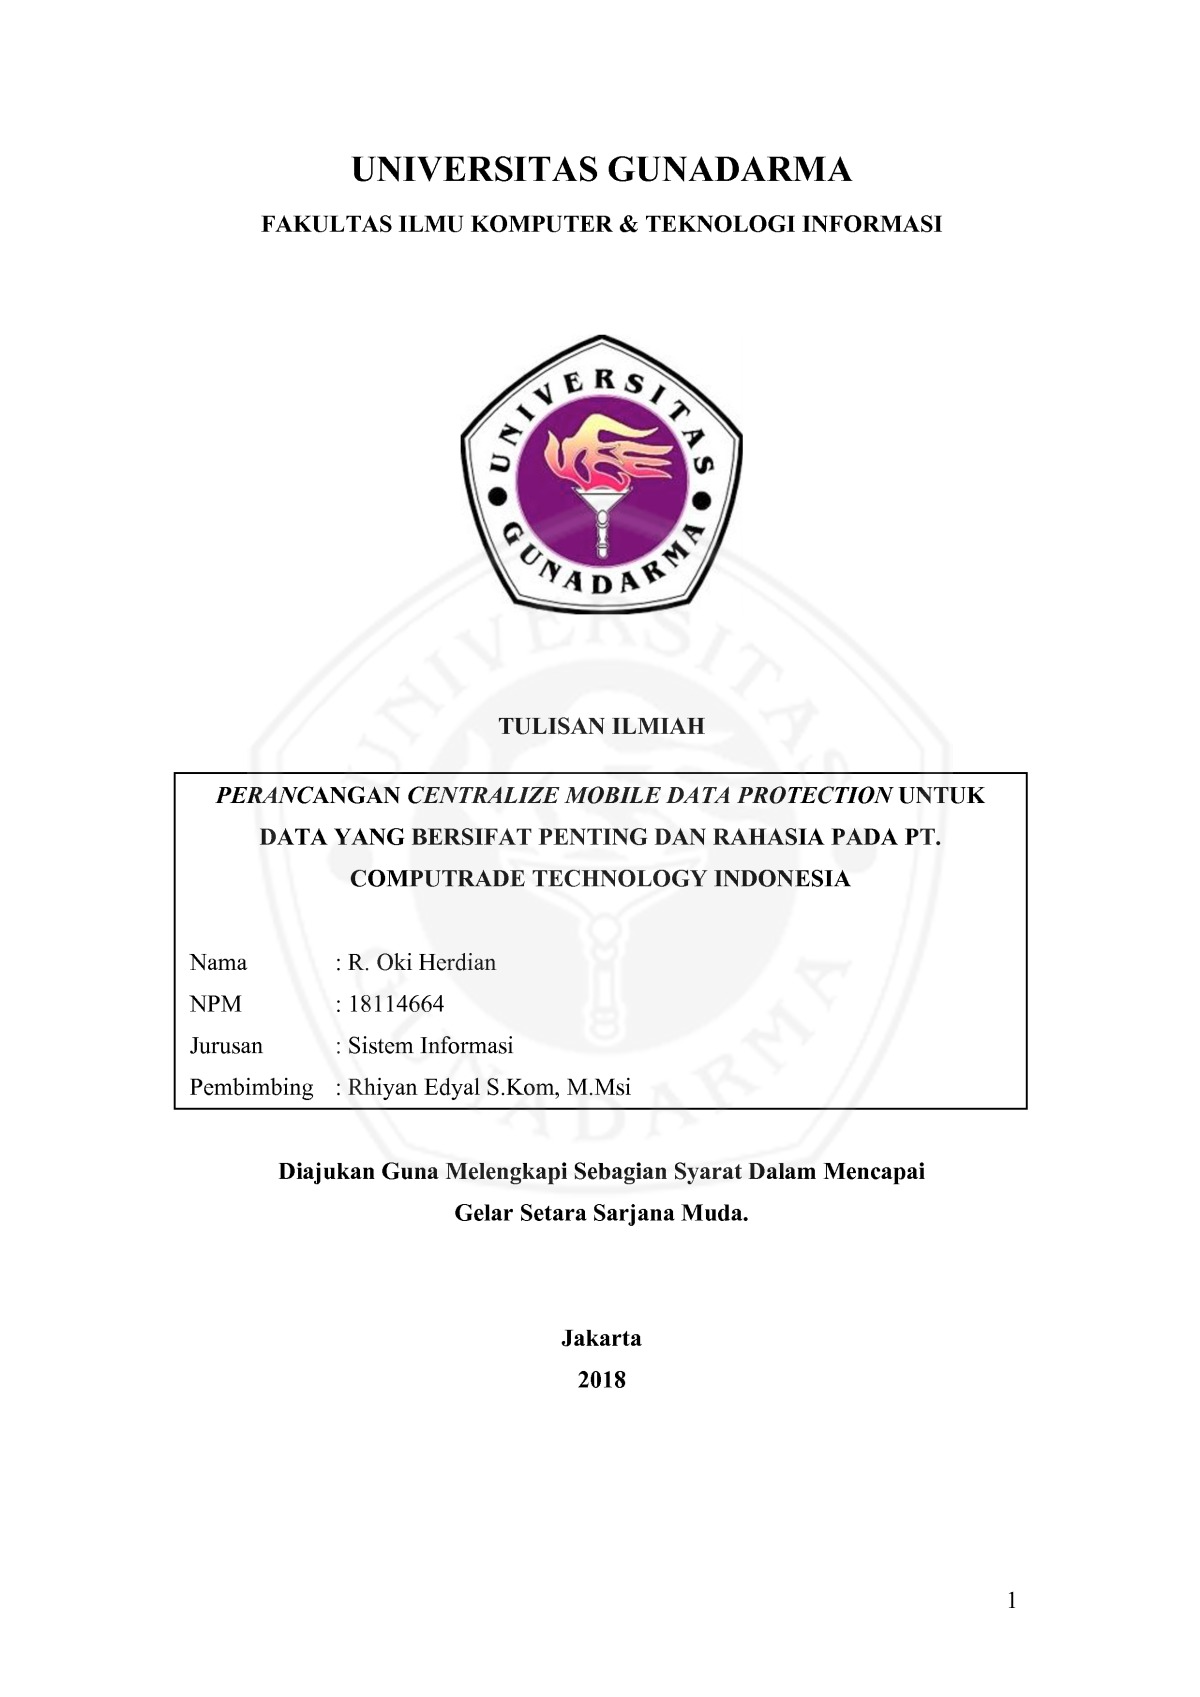 UNIVERSITAS GUNADARMA
FAKULTAS ILMU KOMPUTER & TEKNOLOGI INFORMASI
UNIVERSITAS
GUNADARMA
UNIVERSITAS
TULISAN ILMIAH
PERANCANGAN CENTRALIZE MOBILE DATA PROTECTION UNTUK
DATA YANG BERSIFAT PENTING DAN RAHASIA PADA PT.
COMPUTRADE TECHNOLOGY INDONESIA
Nama : R. Oki Herdian
NPM : 18114664
Jurusan : Sistem Informasi
Pembimbing : Rhiyan Edyal S.Kom, M.Msi
GUNADARMA
Diajukan Guna Melengkapi Sebagian Syarat Dalam Mencapai
Gelar Setara Sarjana Muda.
Jakarta
2018
1